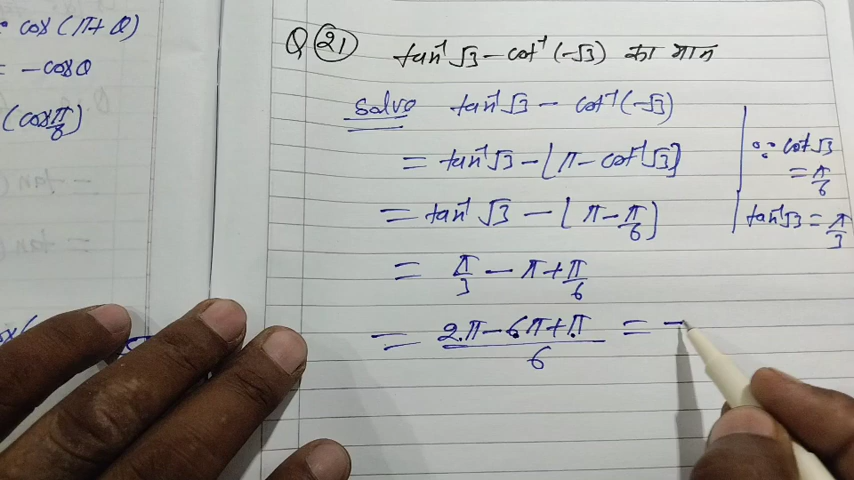 cos(π+θ)
= -cosθ
(cos π/8)
Q (21) tan⁻¹√3 - cot⁻¹(-√3) का मान
Solve tan⁻¹√3 - cot⁻¹(-√3)
= tan⁻¹√3 - [π - cot⁻¹√3]
= tan⁻¹√3 - [π - π/6]
= π/3 - π + π/6
= 2π - 6π + π / 6 = -
∵ cot⁻¹√3
= π/6
tan⁻¹√3 = π/3